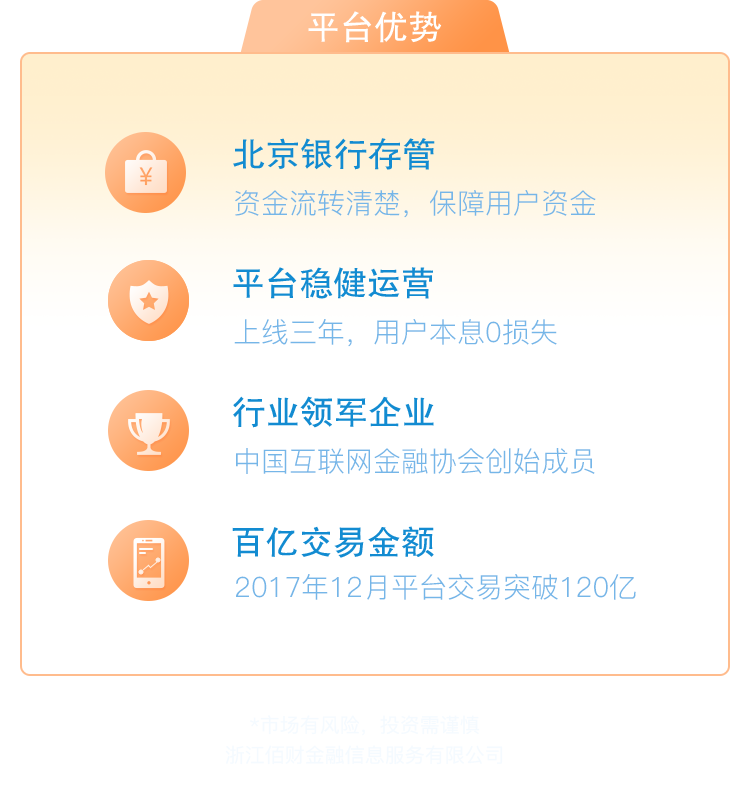 平台优势
¥
北京银行存管
资金流转清楚，保障用户资金
平台稳健运营
上线三年，用户本息0损失
行业领军企业
中国互联网金融协会创始成员
百亿交易金额
2017年12月平台交易突破120亿
*市场有风险，投资需谨慎
浙江佰财金融信息服务有限公司